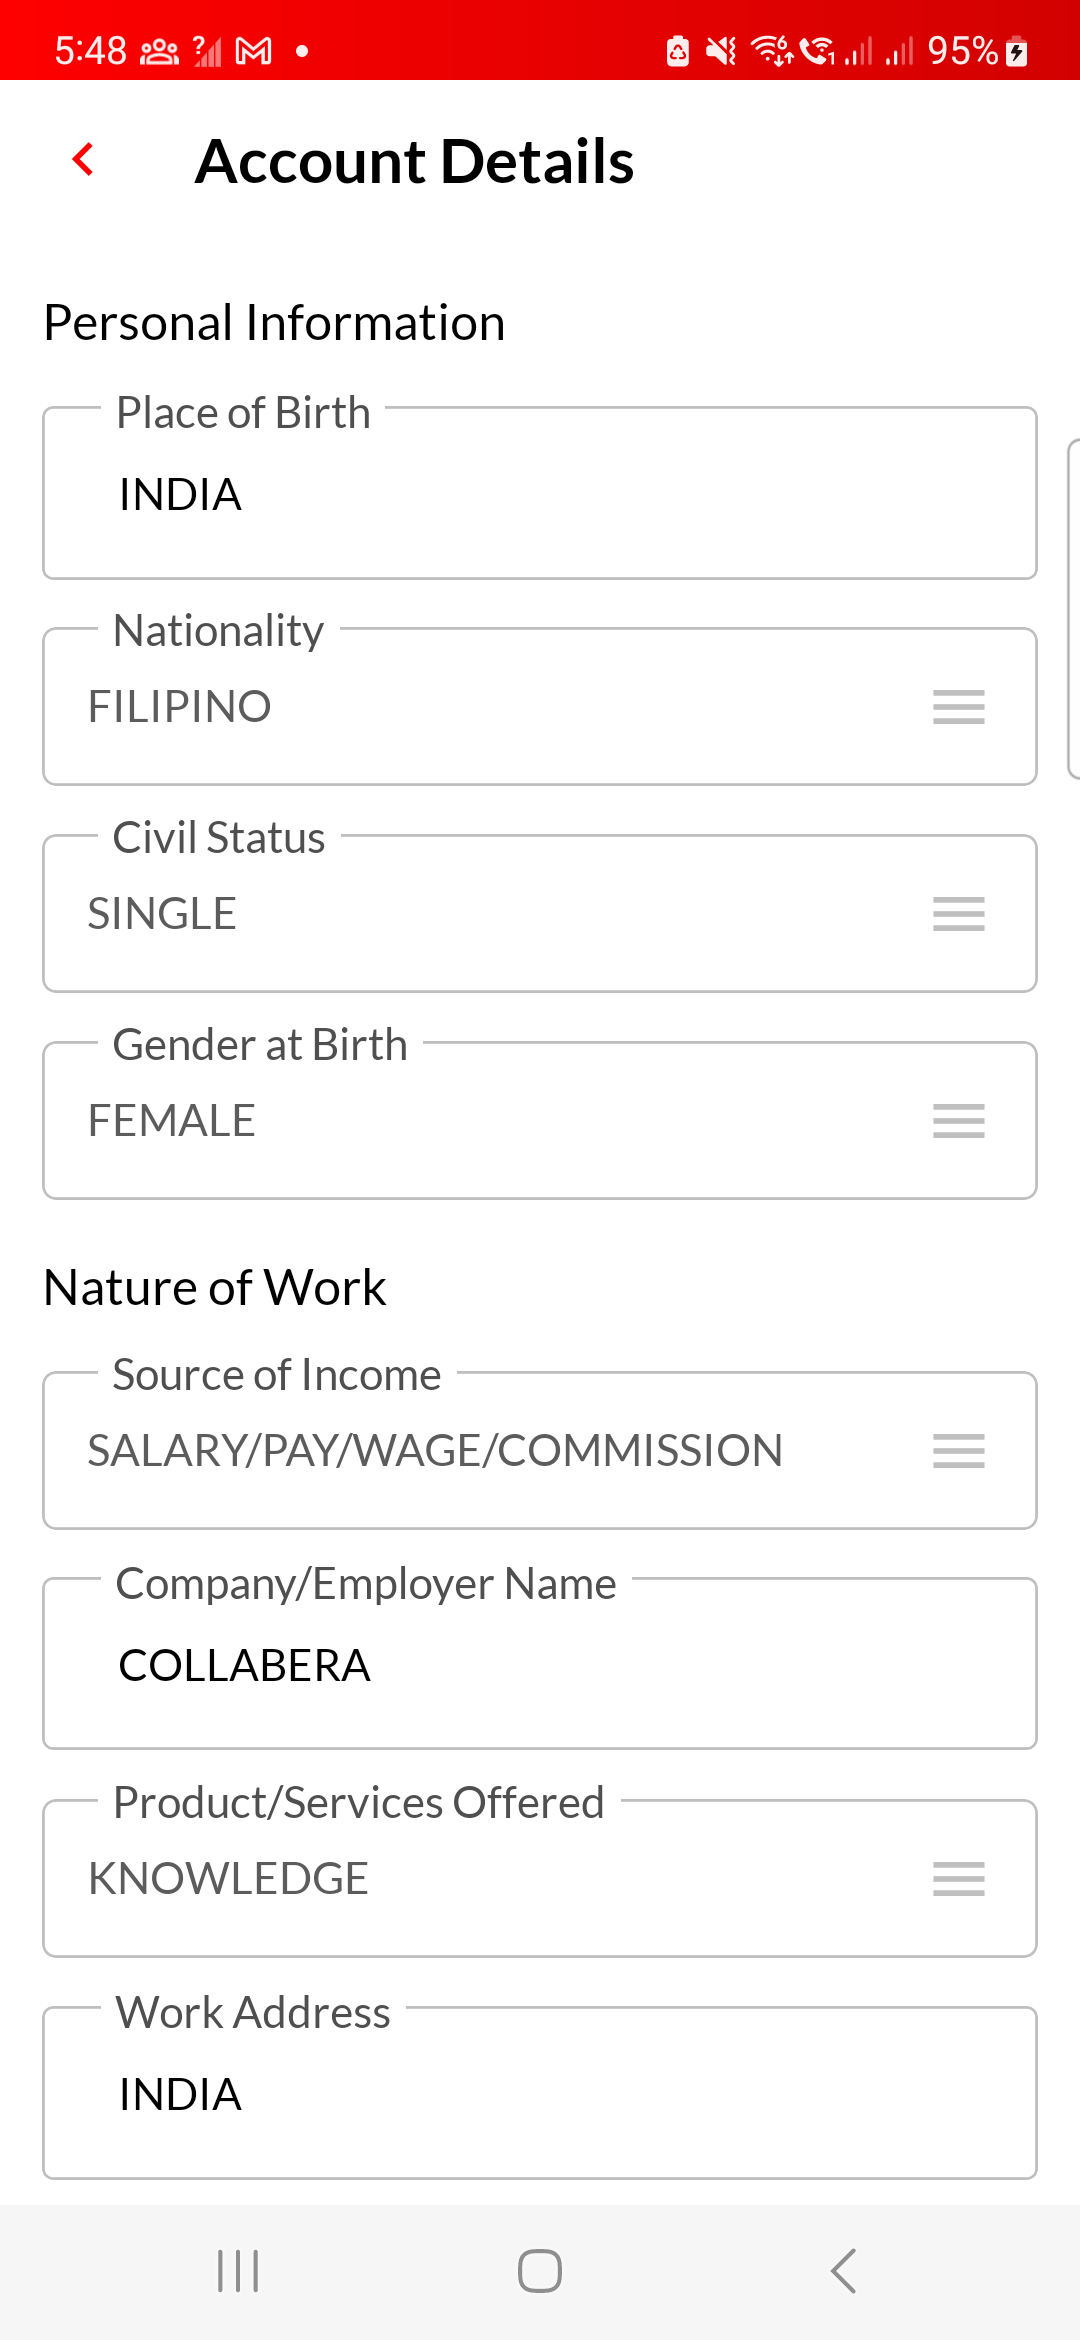 5:48
95%
Account Details
Personal Information
Place of Birth
INDIA
Nationality
FILIPINO
Civil Status
SINGLE
Gender at Birth
FEMALE
Nature of Work
Source of Income
SALARY/PAY/WAGE/COMMISSION
Company/Employer Name
COLLABERA
Product/Services Offered
KNOWLEDGE
Work Address
INDIA